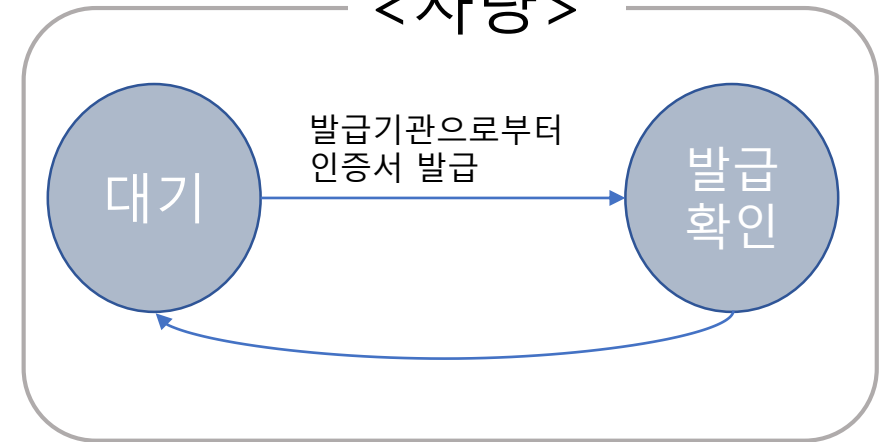 <차량>
발급기관으로부터
인증서 발급
대기
발급
확인